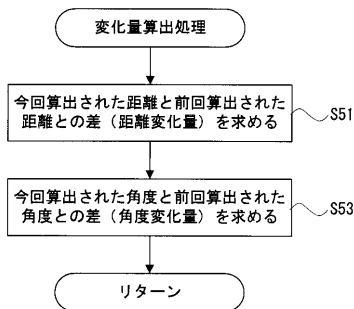 変化量算出処理
今回算出された距離と前回算出された
距離との差（距離変化量）を求める
S51
今回算出された角度と前回算出された
角度との差（角度変化量）を求める
S53
リターン